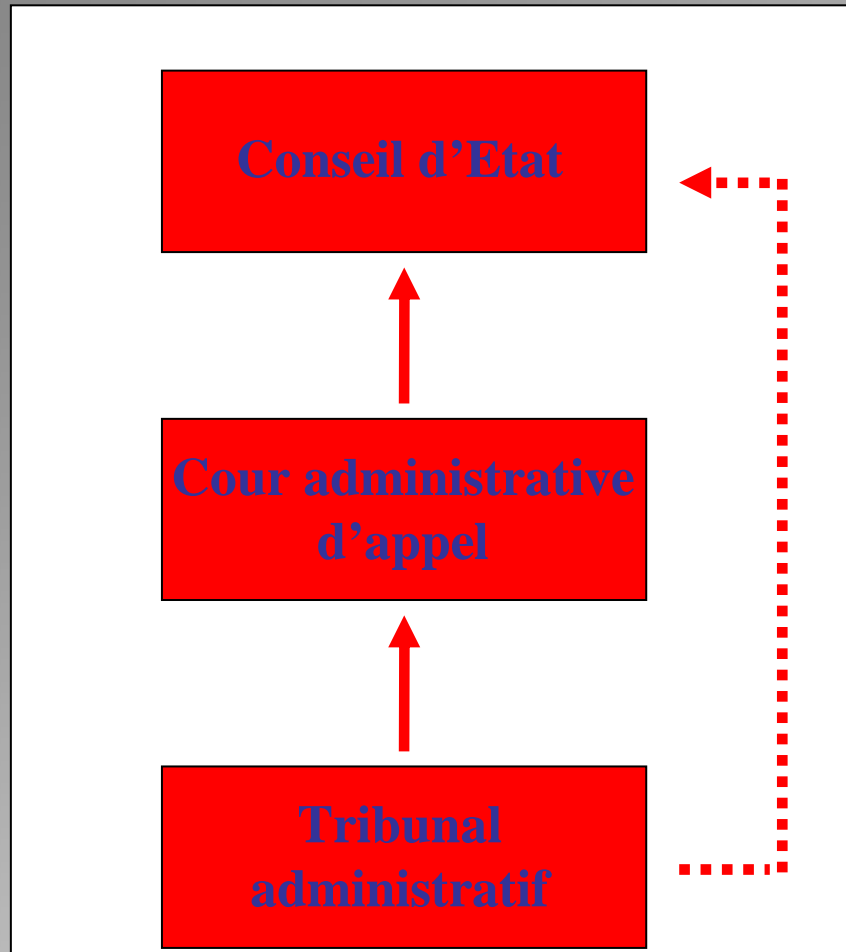 Conseil d’Etat
Cour administrative
d’appel
Tribunal
administratif